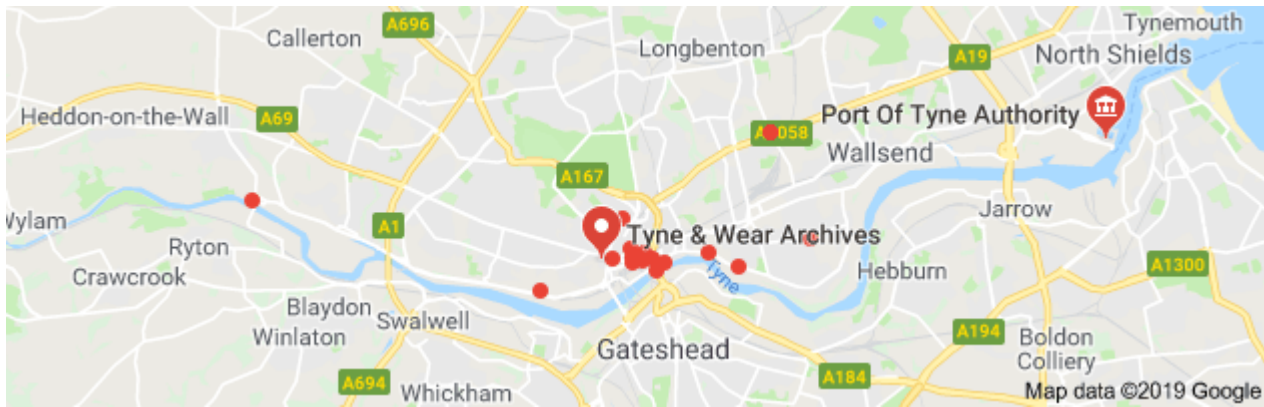 A696
Callerton
Longbenton
Tynemouth
North Shields
A19
Heddon-on-the-Wall
A69
Port Of Tyne Authority
Wallsend
A167
Wylam
Ryton
Crawcrook
A1
Tyne & Wear Archives
Jarrow
Tyne
Hebburn
A1300
Blaydon
Winlaton
Swalwell
Gateshead
A194
Boldon
Colliery
A694
Whickham
A184
Map data ©2019 Google